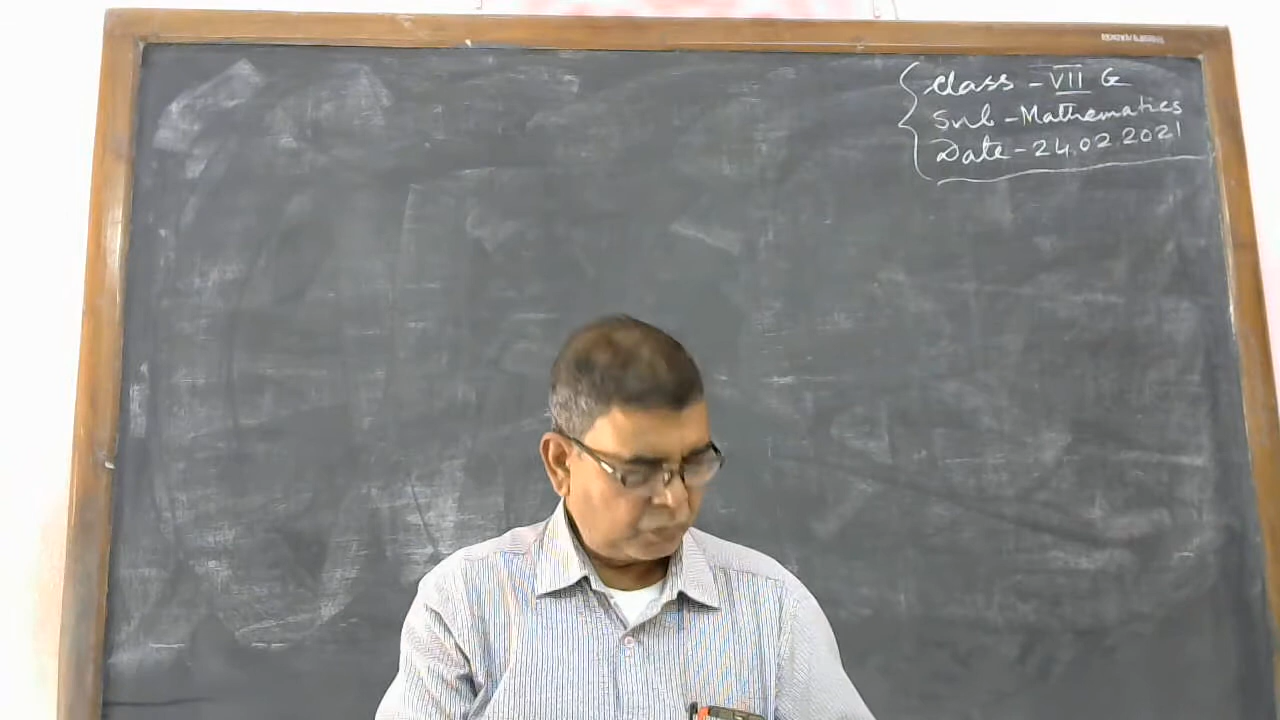 Class - VII G
Sub - Mathematics
Date - 24.02.2021